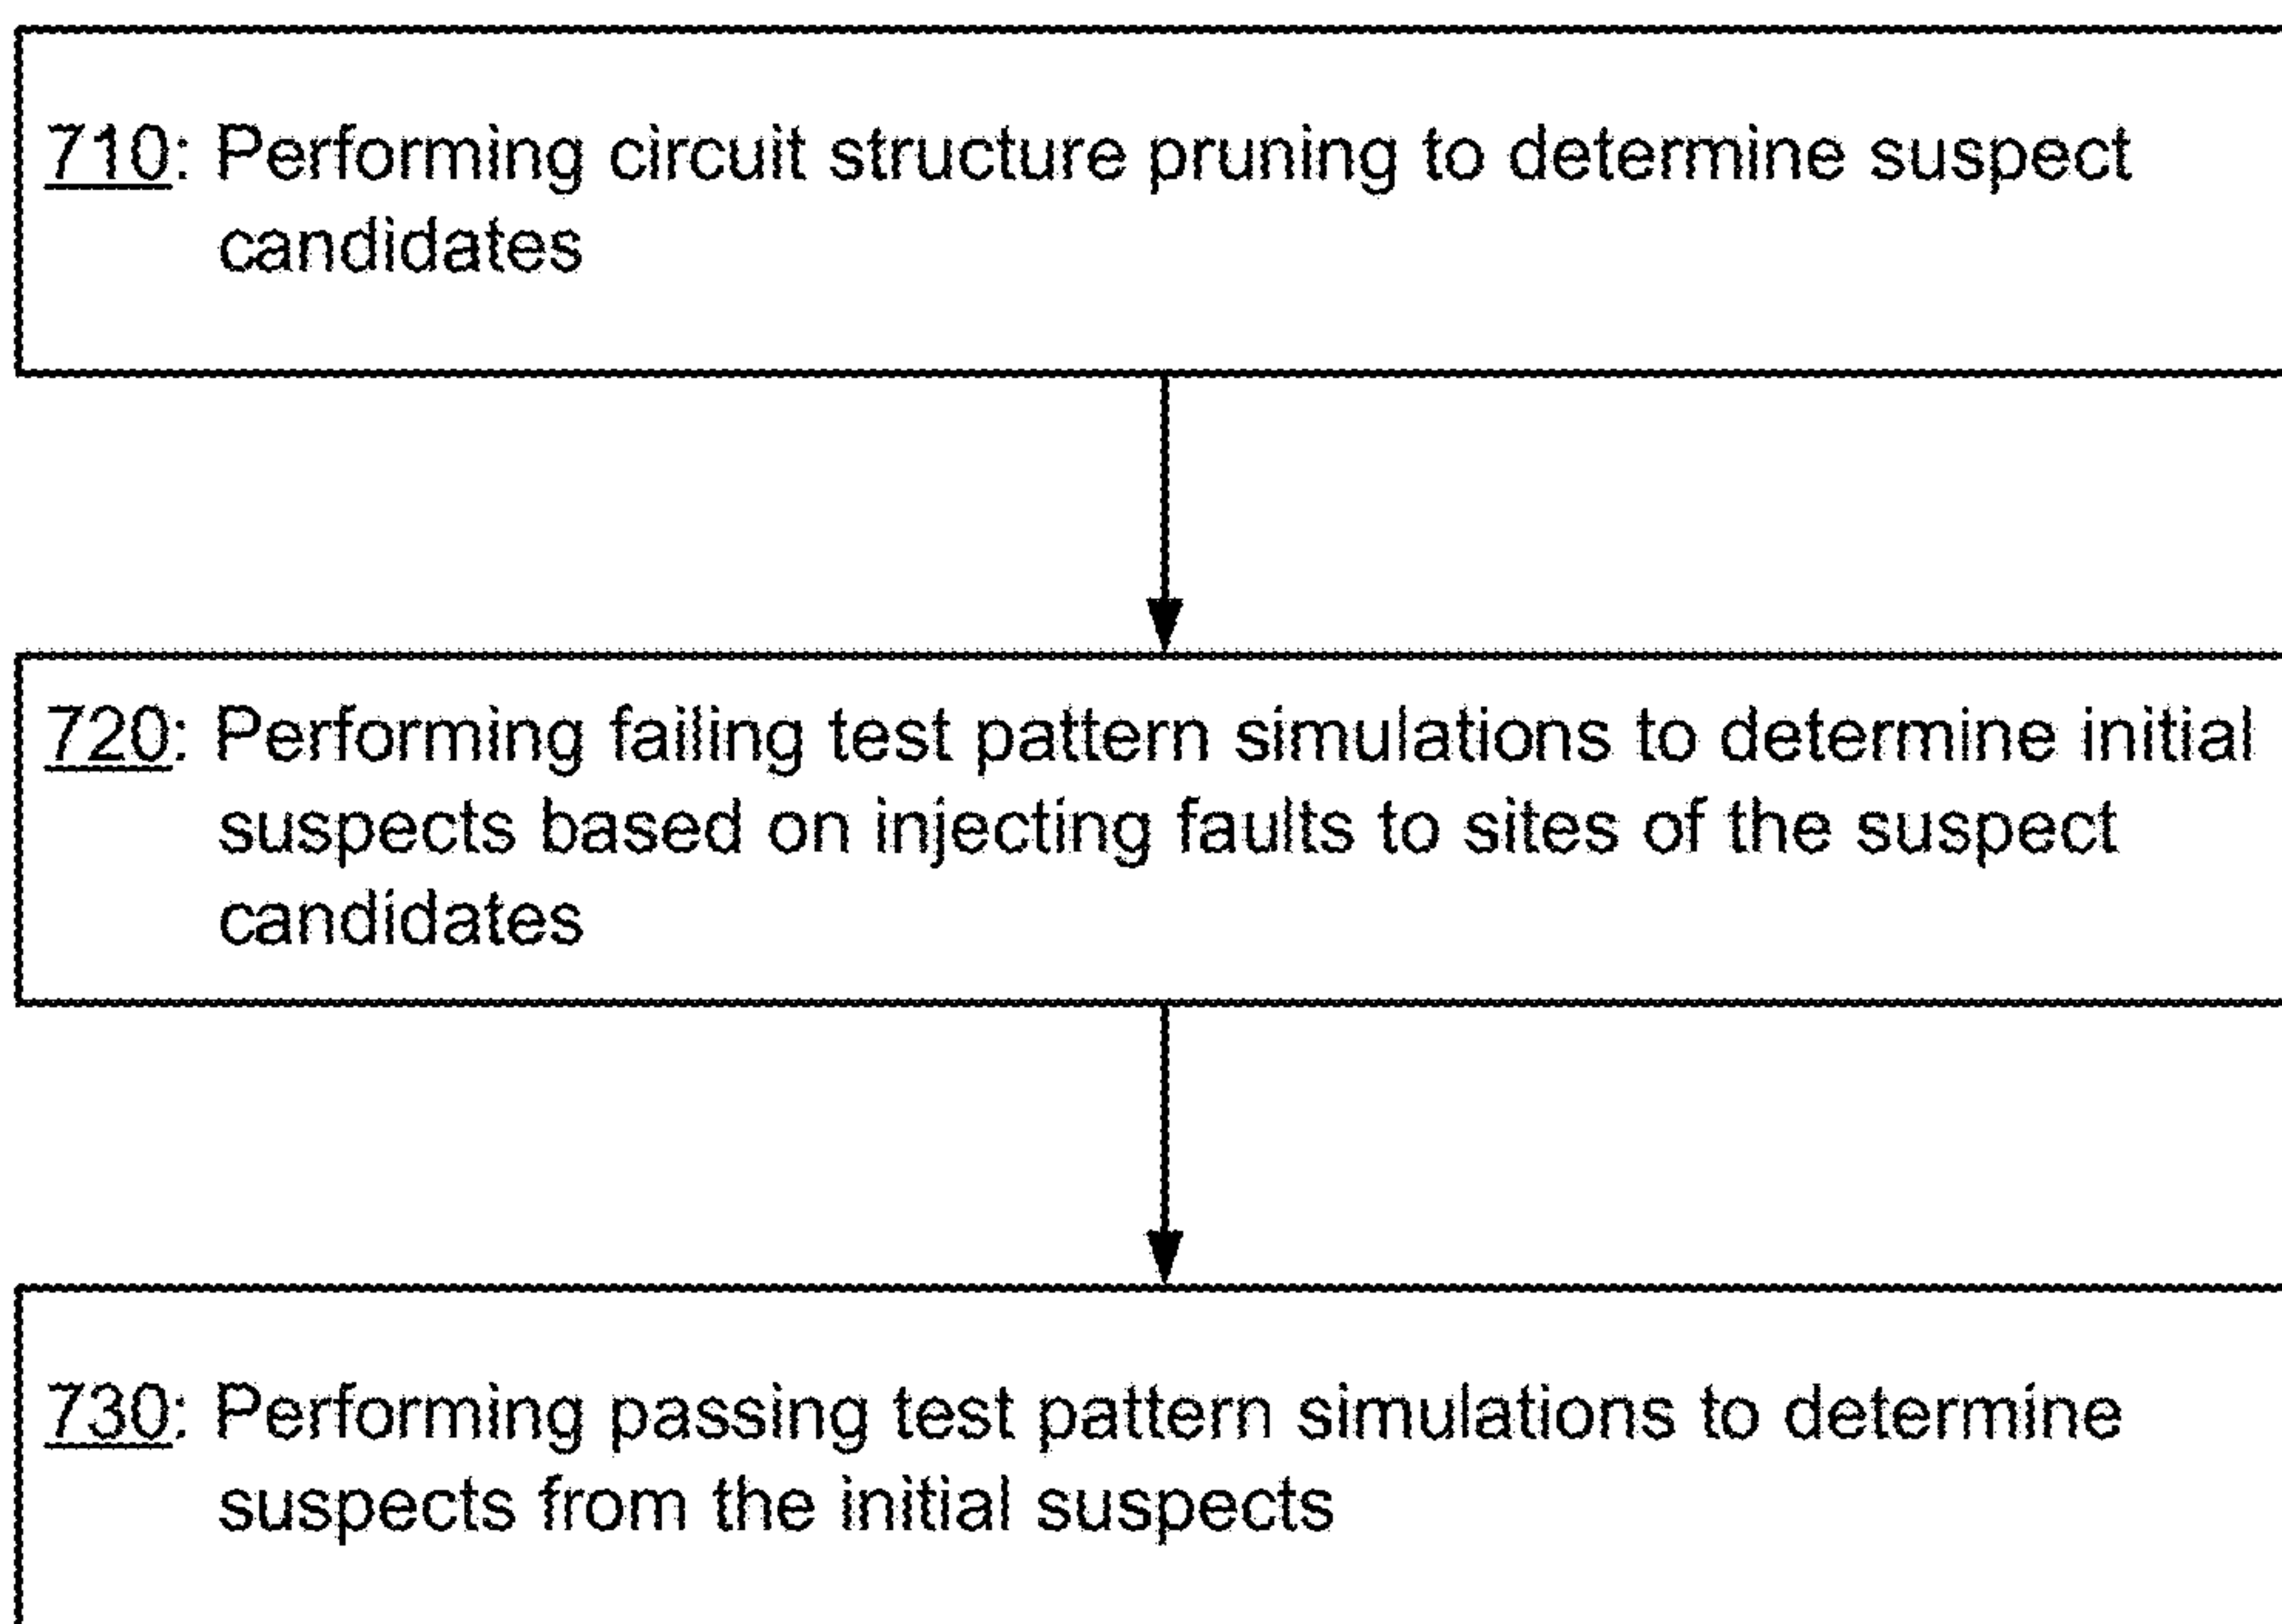 710: Performing circuit structure pruning to determine suspect
candidates
720: Performing failing test pattern simulations to determine initial
suspects based on injecting faults to sites of the suspect
candidates
730: Performing passing test pattern simulations to determine
suspects from the initial suspects